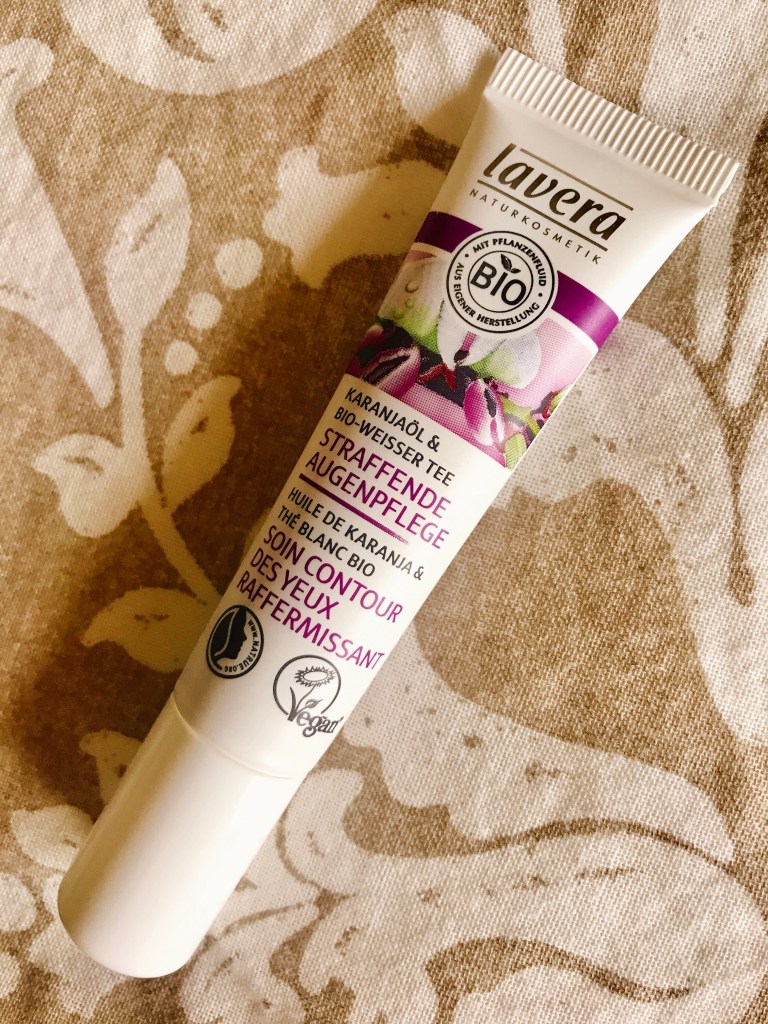 lavera
NATURKOSMETIK
• MIT PFLANZENFLUID •
BIO
AUS EIGENER HERSTELLUNG
KARANJAÖL &
BIO-WEISSER TEE
STRAFFENDE
AUGENPFLEGE
HUILE DE KARANJA &
THÉ BLANC BIO
SOIN CONTOUR
DES YEUX
RAFFERMISSANT
WWW.NATRUE.ORG
Vegan